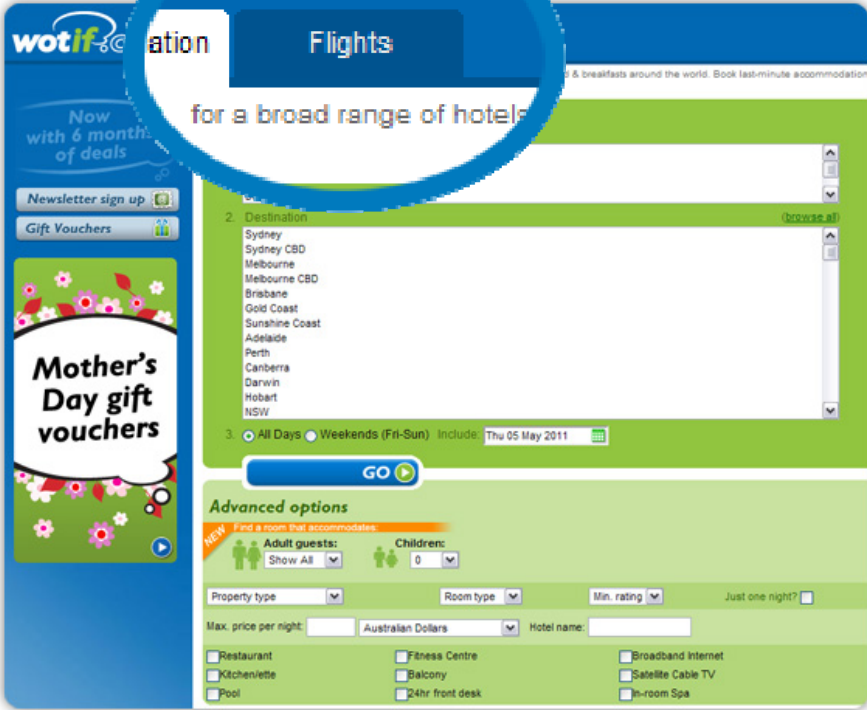 wotif.c
ation Flights
d & breakfasts around the world. Book last-minute accommodation
for a broad range of hotels
Now
with 6 months
of deals
Newsletter sign up
Gift Vouchers
2. Destination (browse all)
Sydney
Sydney CBD
Melbourne
Melbourne CBD
Brisbane
Gold Coast
Sunshine Coast
Adelaide
Perth
Canberra
Darwin
Hobart
NSW
Mother's
Day gift
vouchers
3. All Days Weekends (Fri-Sun) Include: Thu 05 May 2011
GO
Advanced options
NEW Find a room that accommodates:
Adult guests: Children:
Show All 0
Property type Room type Min. rating Just one night?
Max. price per night: Australian Dollars Hotel name:
Restaurant Fitness Centre Broadband Internet
Kitchen/ette Balcony Satellite Cable TV
Pool 24hr front desk In-room Spa